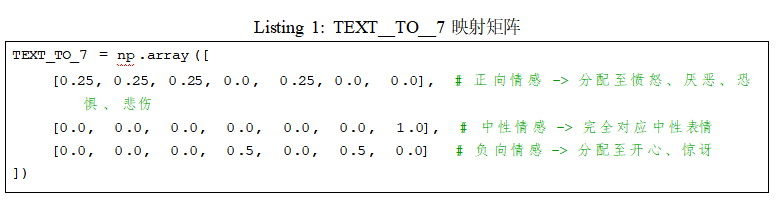 Listing 1: TEXT__TO__7 映射矩阵
TEXT_TO_7 = np.array([
[0.25, 0.25, 0.25, 0.0, 0.25, 0.0, 0.0], # 正向情感 -> 分配至愤怒、厌恶、恐
惧、悲伤
[0.0, 0.0, 0.0, 0.0, 0.0, 0.0, 1.0], # 中性情感 -> 完全对应中性表情
[0.0, 0.0, 0.0, 0.5, 0.0, 0.5, 0.0] # 负向情感 -> 分配至开心、惊讶
])